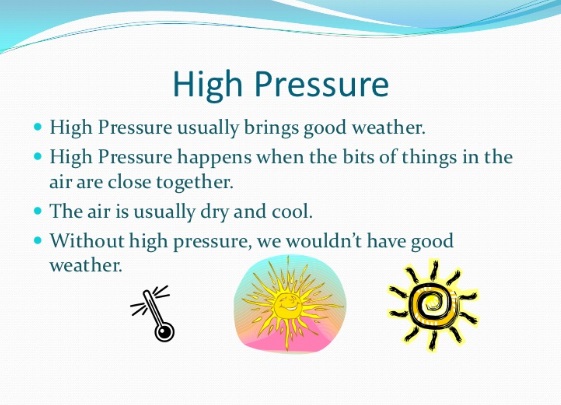 High Pressure
• High Pressure usually brings good weather.
• High Pressure happens when the bits of things in the
air are close together.
• The air is usually dry and cool.
• Without high pressure, we wouldn’t have good
weather.